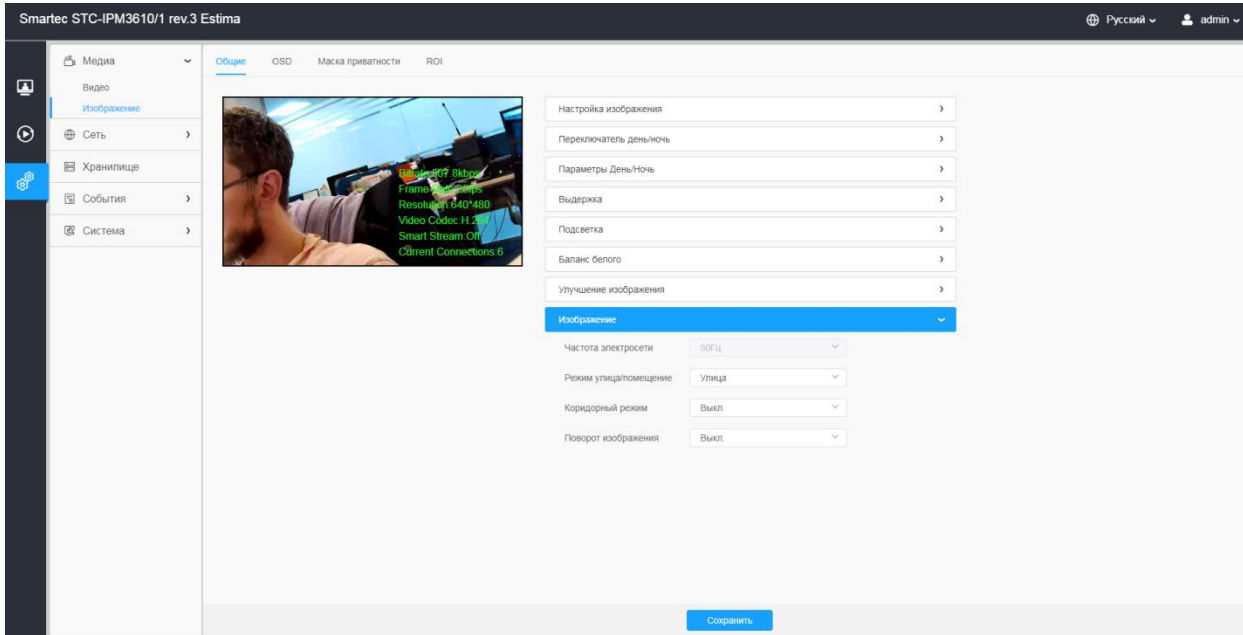 Smartec STC-IPM3610/1 rev.3 Estima
Русский
admin
Медиа
Видео
Изображение
Сеть
Хранилище
События
Система
Общие
OSD
Маска приватности
ROI
Resolution:640*480
Smart Stream:Off
Current Connections:6
Настройка изображения
Переключатель день/ночь
Параметры День/Ночь
Выдержка
Подсветка
Баланс белого
Улучшение изображения
Изображение
Частота электросети
50Гц
Режим улица/помещение
Улица
Коридорный режим
Выкл.
Поворот изображения
Выкл.
Сохранить